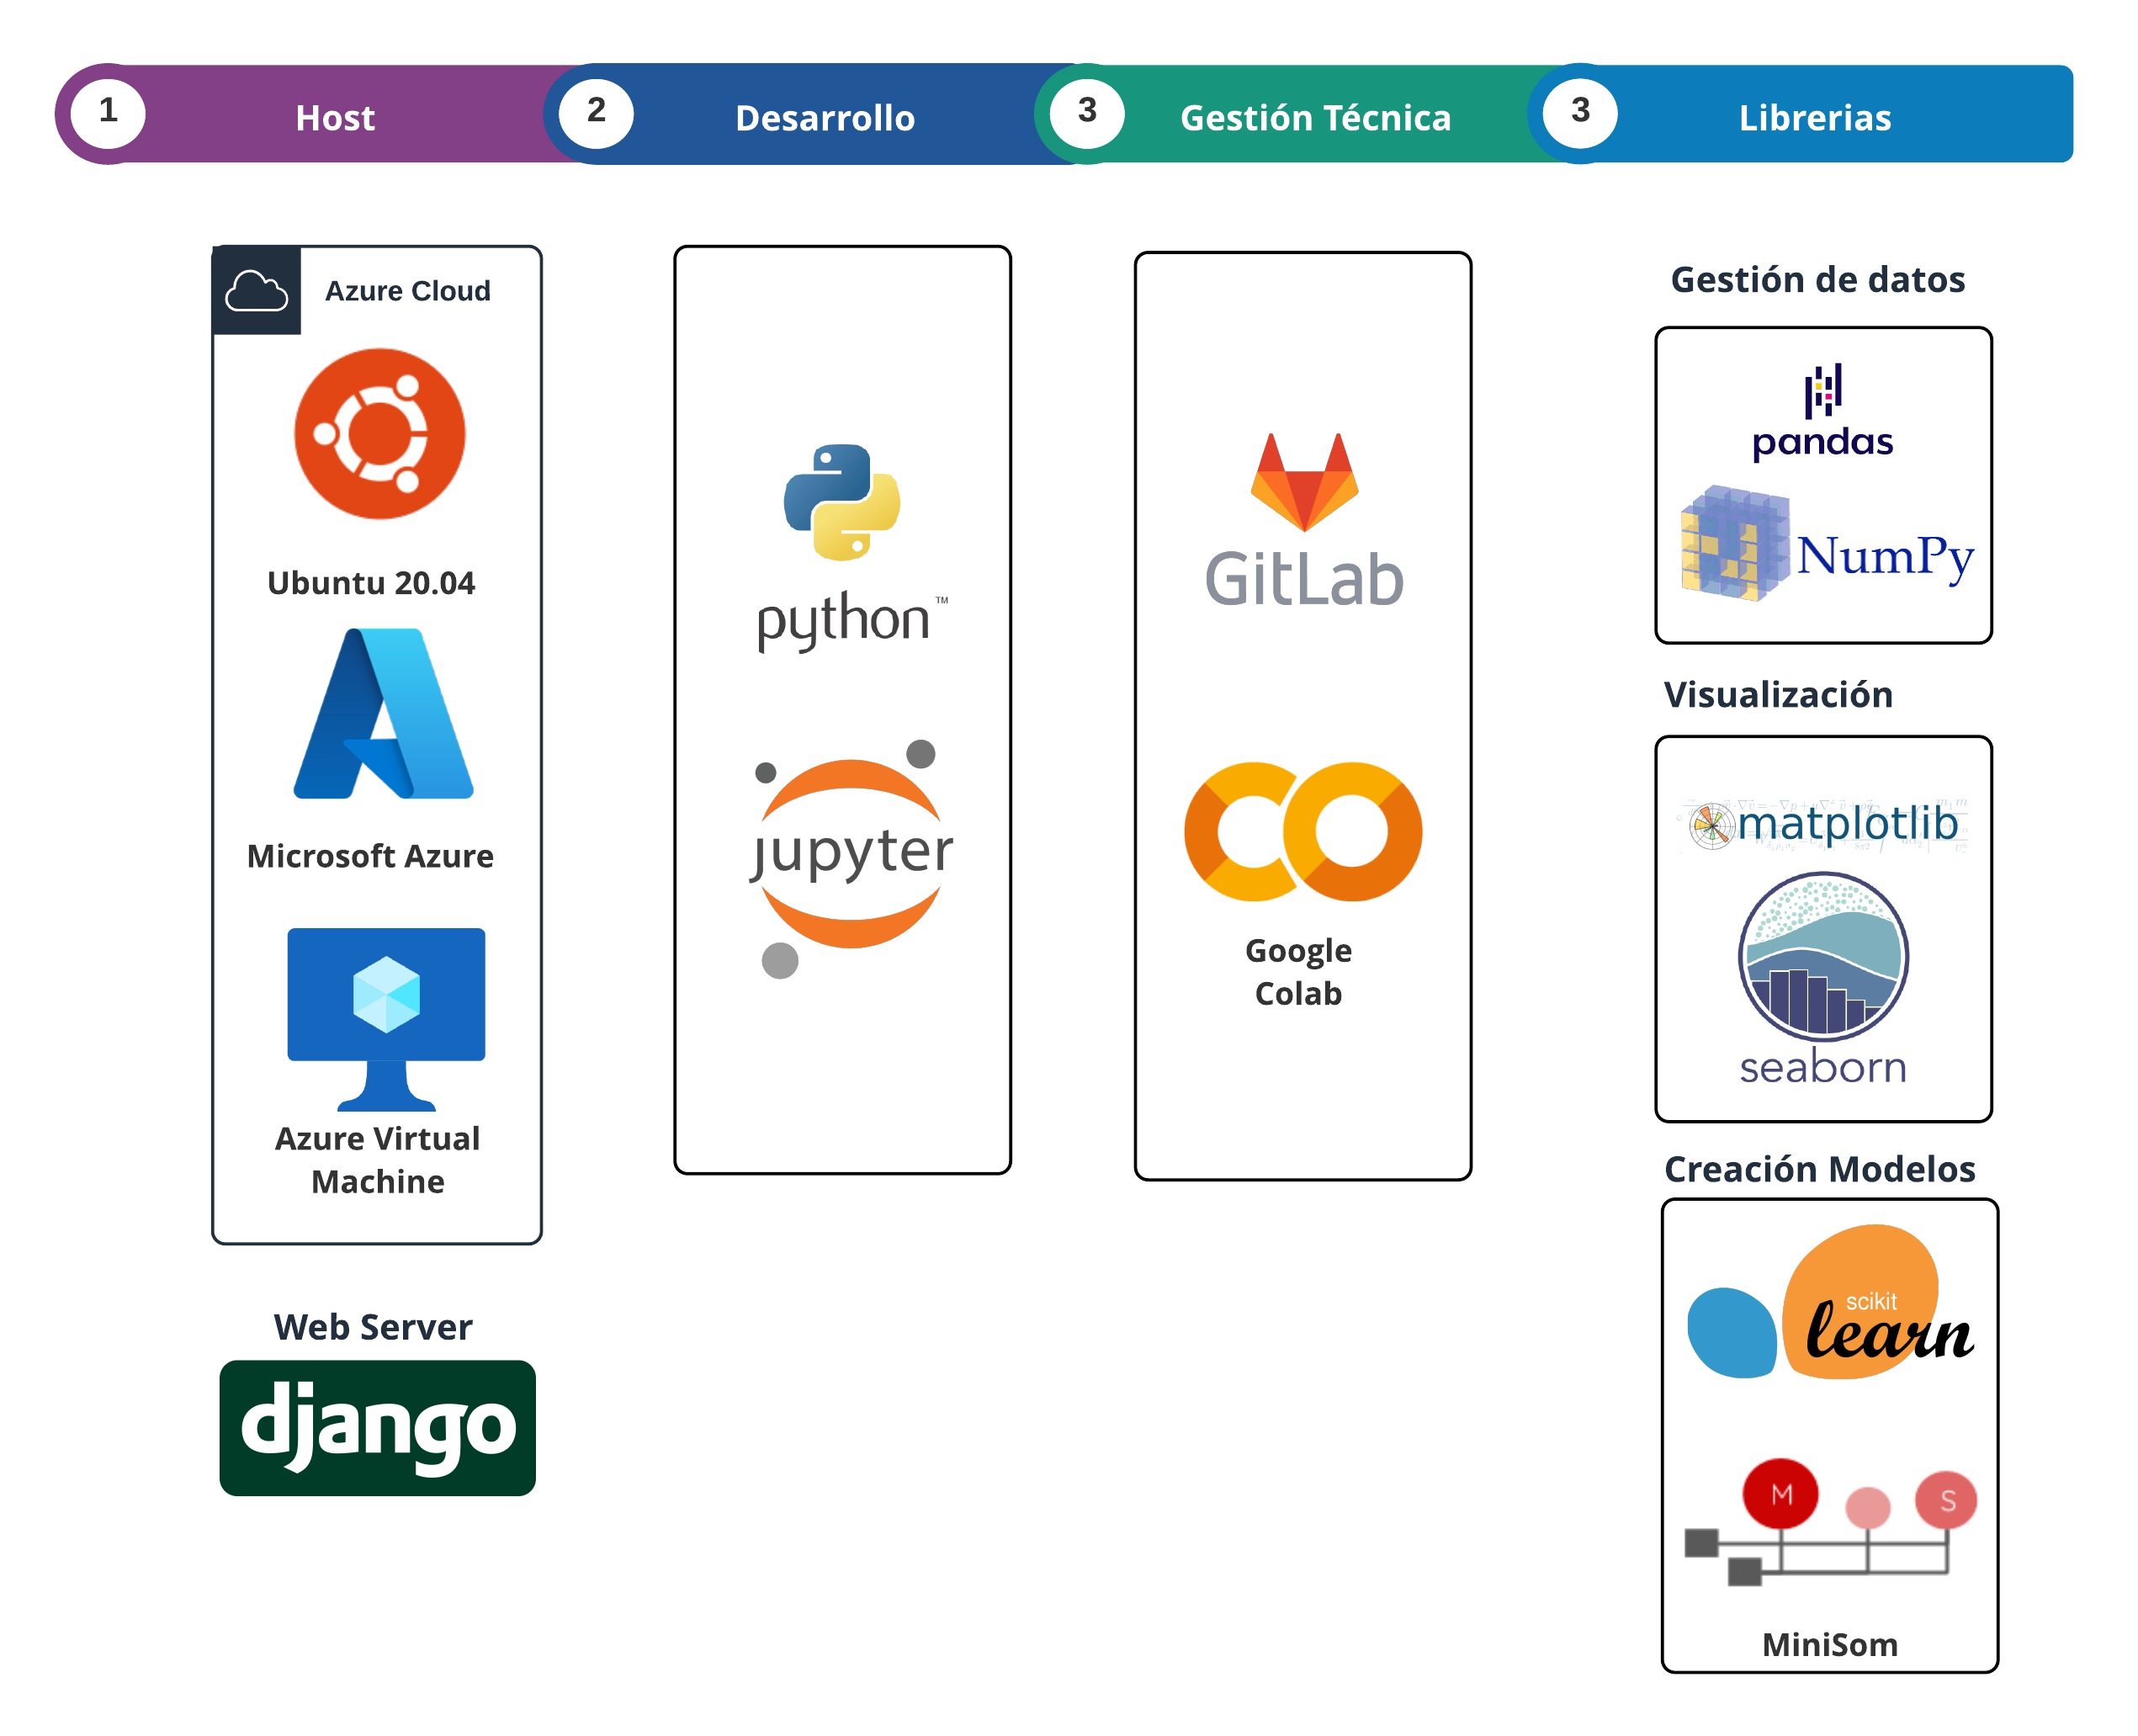 1
Host
2
Desarrollo
3
Gestión Técnica
3
Librerias
Azure Cloud
Ubuntu 20.04
Microsoft Azure
Azure Virtual
Machine
Web Server
django
python™
jupyter
GitLab
Google
Colab
Gestión de datos
pandas
NumPy
Visualización
matplotlib
seaborn
Creación Modelos
scikit
learn
M
S
MiniSom